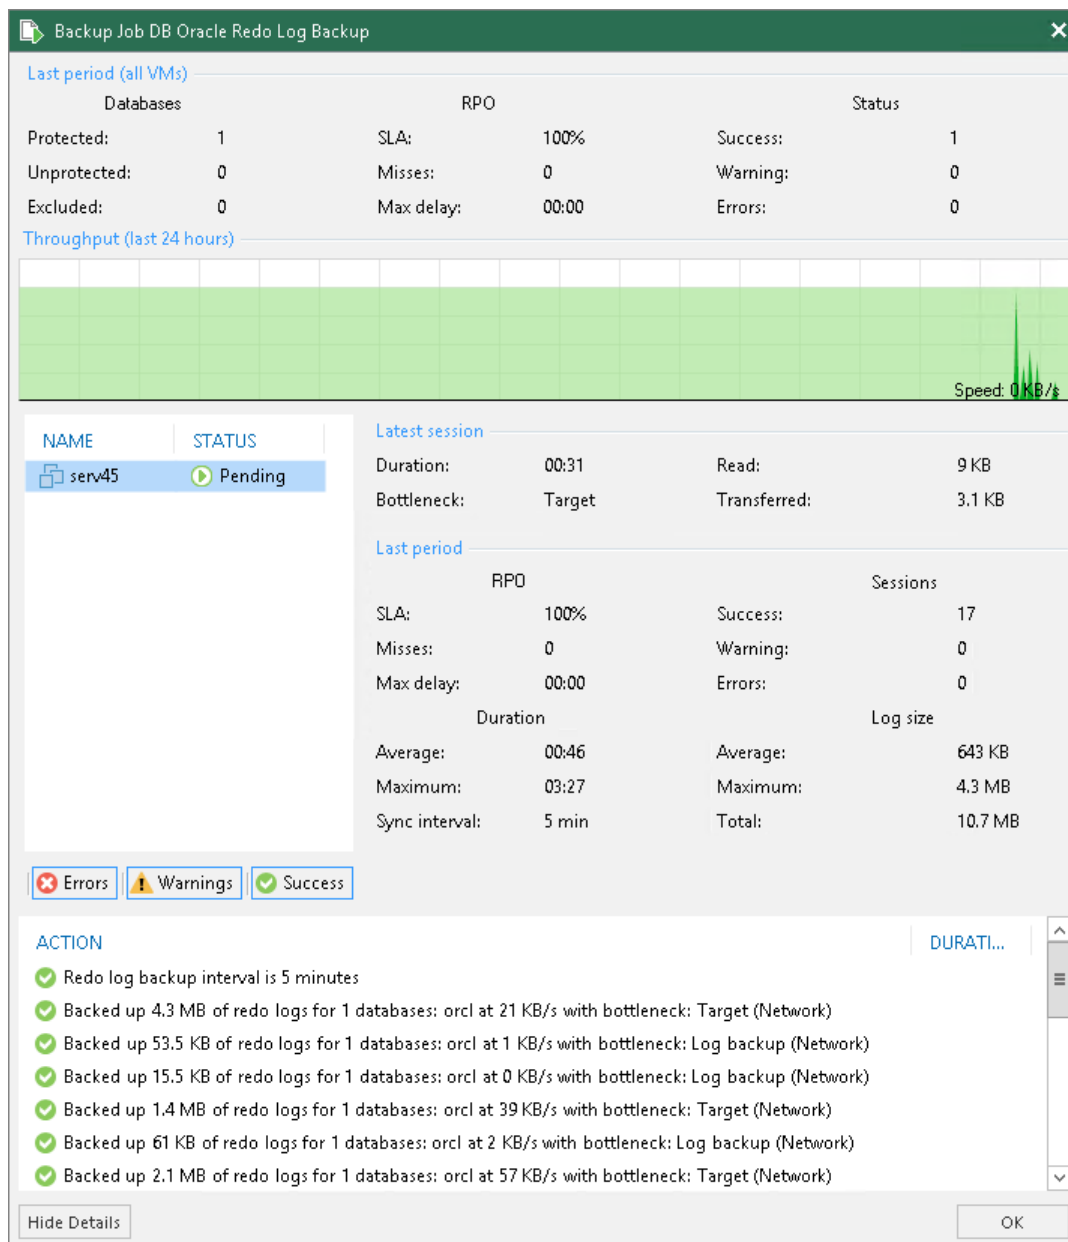 Backup Job DB Oracle Redo Log Backup
Last period (all VMs)
Databases RPO Status
Protected: 1 SLA: 100% Success: 1
Unprotected: 0 Misses: 0 Warning: 0
Excluded: 0 Max delay: 00:00 Errors: 0
Throughput (last 24 hours)
Speed: 0 KB/s
NAME STATUS
serv45 Pending
Latest session
Duration: 00:31 Read: 9 KB
Bottleneck: Target Transferred: 3.1 KB
Last period
RPO Sessions
SLA: 100% Success: 17
Misses: 0 Warning: 0
Max delay: 00:00 Errors: 0
Duration Log size
Average: 00:46 Average: 643 KB
Maximum: 03:27 Maximum: 4.3 MB
Sync interval: 5 min Total: 10.7 MB
Errors Warnings Success
ACTION DURATI...
Redo log backup interval is 5 minutes
Backed up 4.3 MB of redo logs for 1 databases: orcl at 21 KB/s with bottleneck: Target (Network)
Backed up 53.5 KB of redo logs for 1 databases: orcl at 1 KB/s with bottleneck: Log backup (Network)
Backed up 15.5 KB of redo logs for 1 databases: orcl at 0 KB/s with bottleneck: Log backup (Network)
Backed up 1.4 MB of redo logs for 1 databases: orcl at 39 KB/s with bottleneck: Target (Network)
Backed up 61 KB of redo logs for 1 databases: orcl at 2 KB/s with bottleneck: Log backup (Network)
Backed up 2.1 MB of redo logs for 1 databases: orcl at 57 KB/s with bottleneck: Target (Network)
Hide Details OK